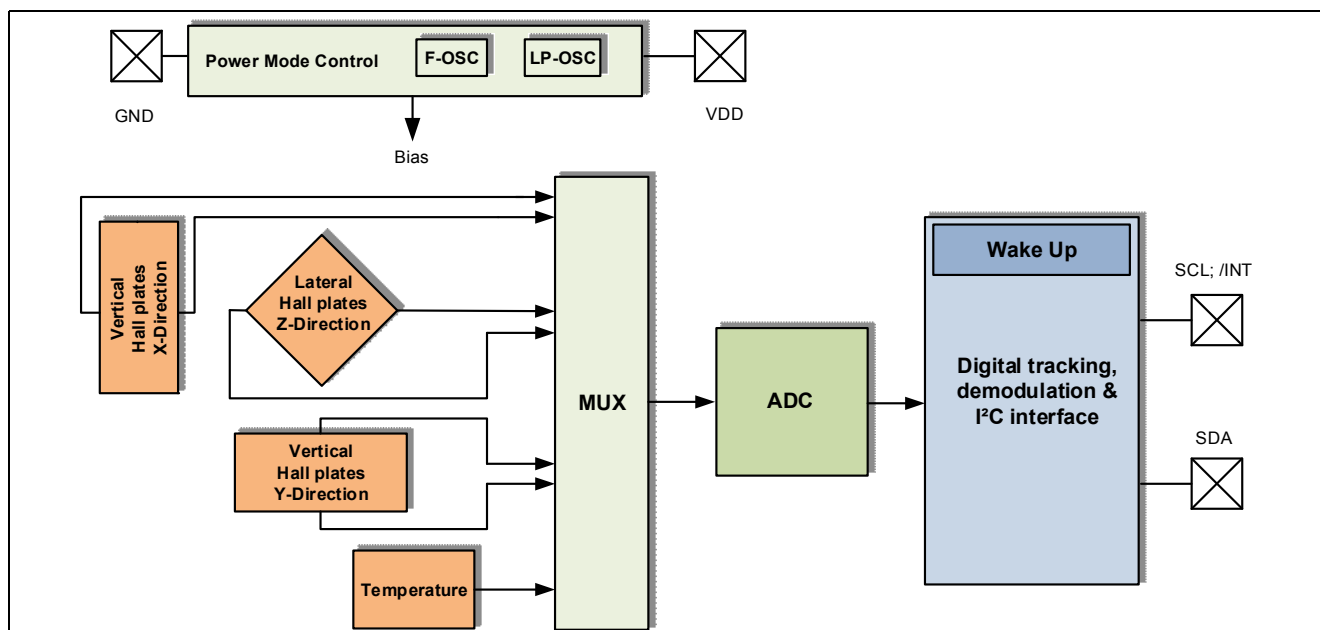 Power Mode Control
F-OSC
LP-OSC
GND
VDD
Bias
Vertical
Hall plates
X-Direction
Lateral
Hall plates
Z-Direction
Vertical
Hall plates
Y-Direction
Temperature
MUX
ADC
Wake Up
Digital tracking,
demodulation &
I²C interface
SCL; /INT
SDA